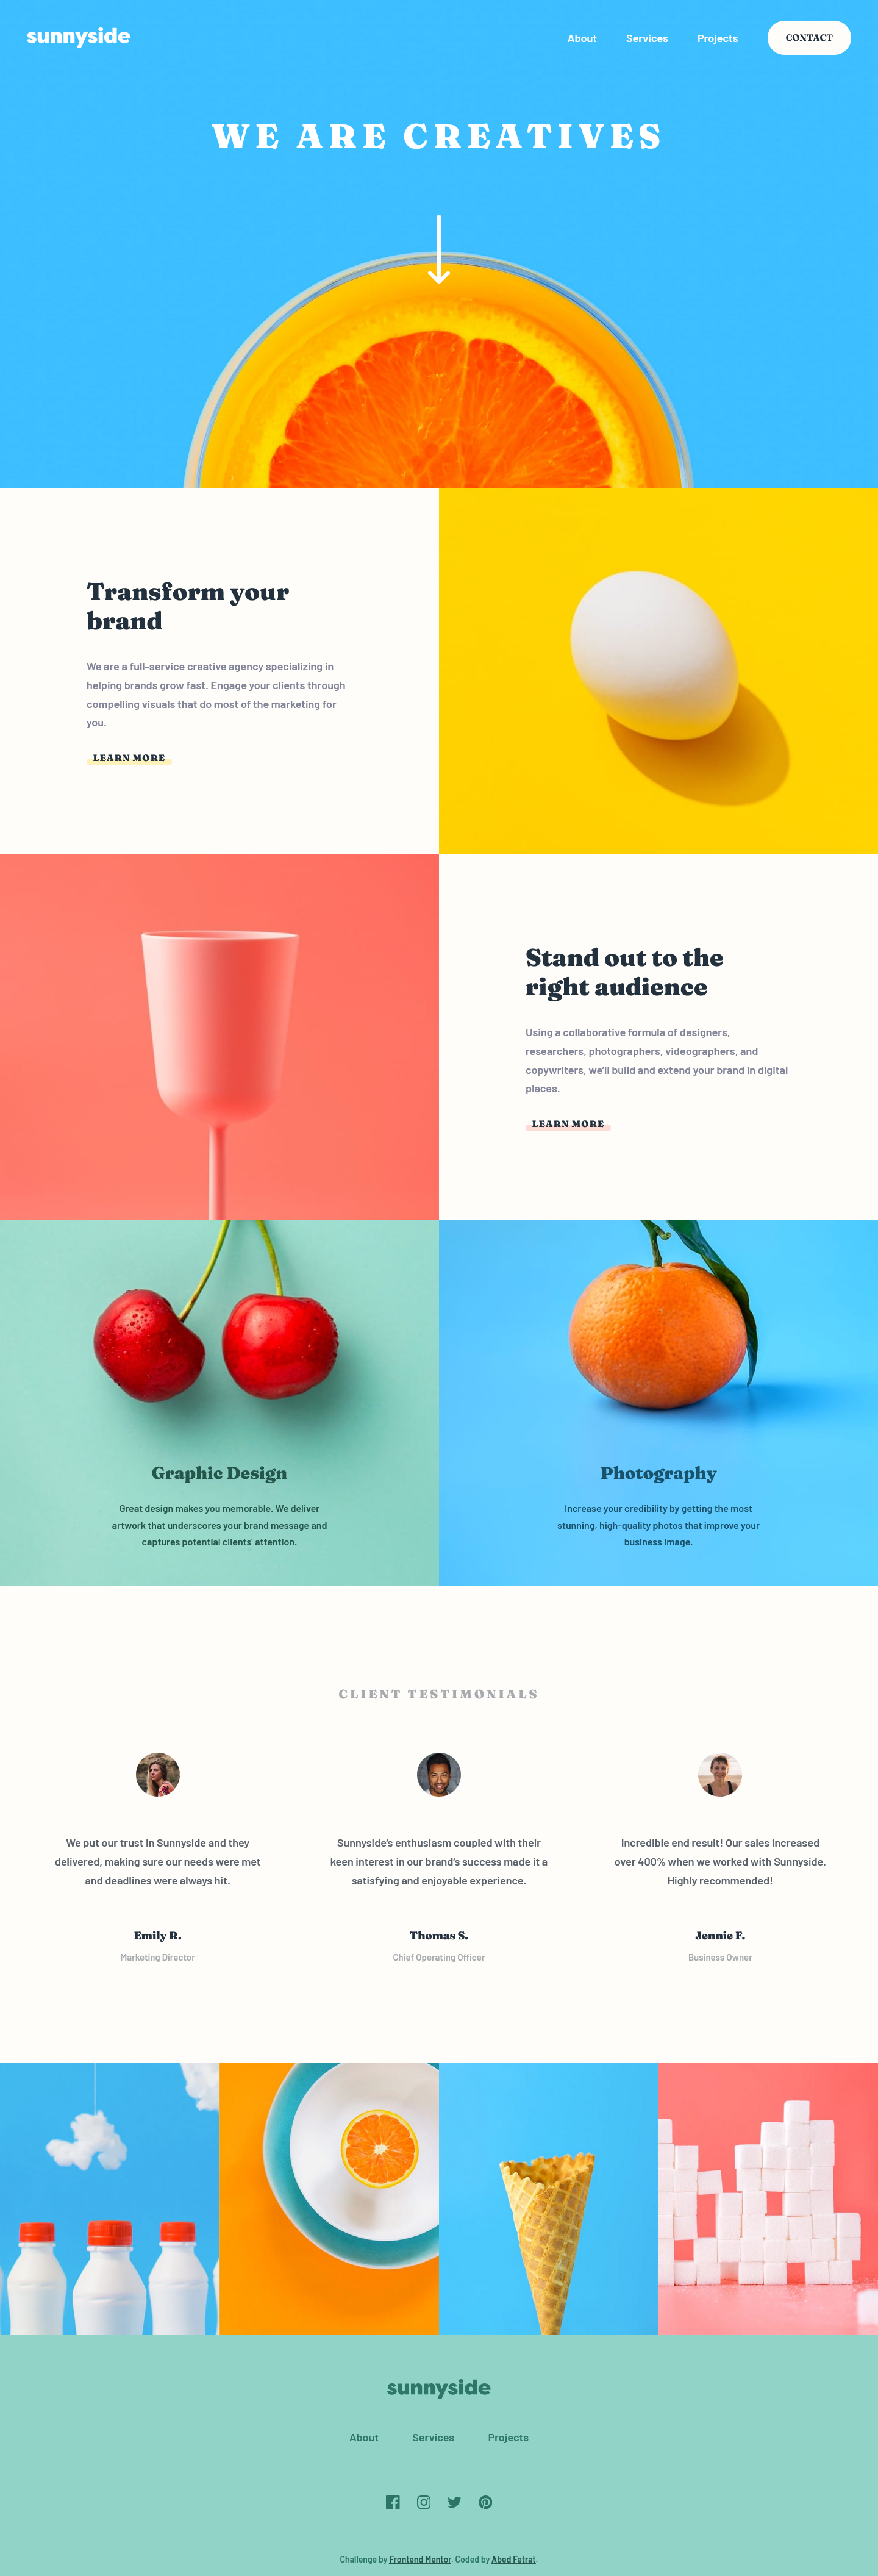 sunnyside
About Services Projects CONTACT
WE ARE CREATIVES
Transform your
brand
We are a full-service creative agency specializing in
helping brands grow fast. Engage your clients through
compelling visuals that do most of the marketing for
you.
LEARN MORE
Stand out to the
right audience
Using a collaborative formula of designers,
researchers, photographers, videographers, and
copywriters, we'll build and extend your brand in digital
places.
LEARN MORE
Graphic Design
Great design makes you memorable. We deliver
artwork that underscores your brand message and
captures potential clients' attention.
Photography
Increase your credibility by getting the most
stunning, high-quality photos that improve your
business image.
CLIENT TESTIMONIALS
We put our trust in Sunnyside and they
delivered, making sure our needs were met
and deadlines were always hit.
Emily R.
Marketing Director
Sunnyside's enthusiasm coupled with their
keen interest in our brand's success made it a
satisfying and enjoyable experience.
Thomas S.
Chief Operating Officer
Incredible end result! Our sales increased
over 400% when we worked with Sunnyside.
Highly recommended!
Jennie F.
Business Owner
sunnyside
About Services Projects
Challenge by Frontend Mentor. Coded by Abed Fetrat.